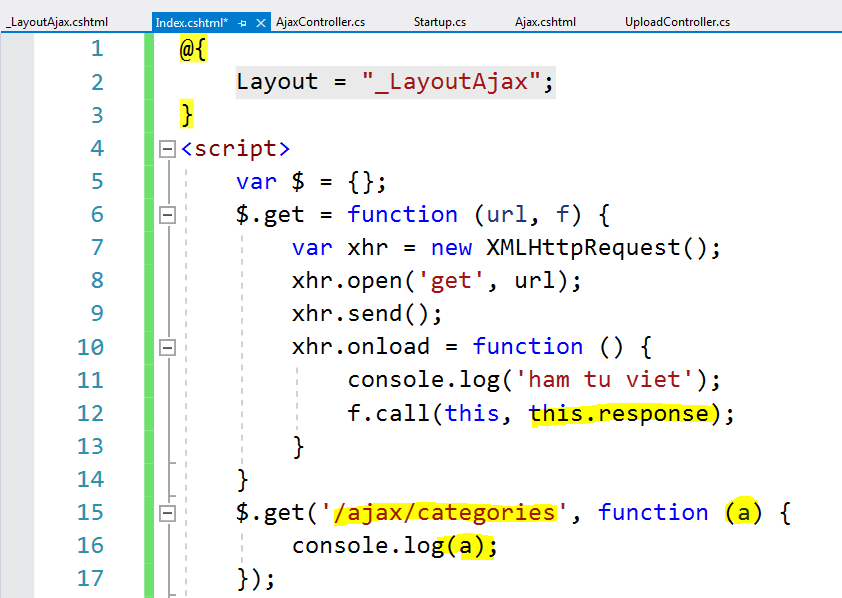 _LayoutAjax.cshtml Index.cshtml* AjaxController.cs Startup.cs Ajax.cshtml UploadController.cs
1 @{
2 Layout = "_LayoutAjax";
3 }
4 <script>
5 var $ = {};
6 $.get = function (url, f) {
7 var xhr = new XMLHttpRequest();
8 xhr.open('get', url);
9 xhr.send();
10 xhr.onload = function () {
11 console.log('ham tu viet');
12 f.call(this, this.response);
13 }
14 }
15 $.get('/ajax/categories', function (a) {
16 console.log(a);
17 });